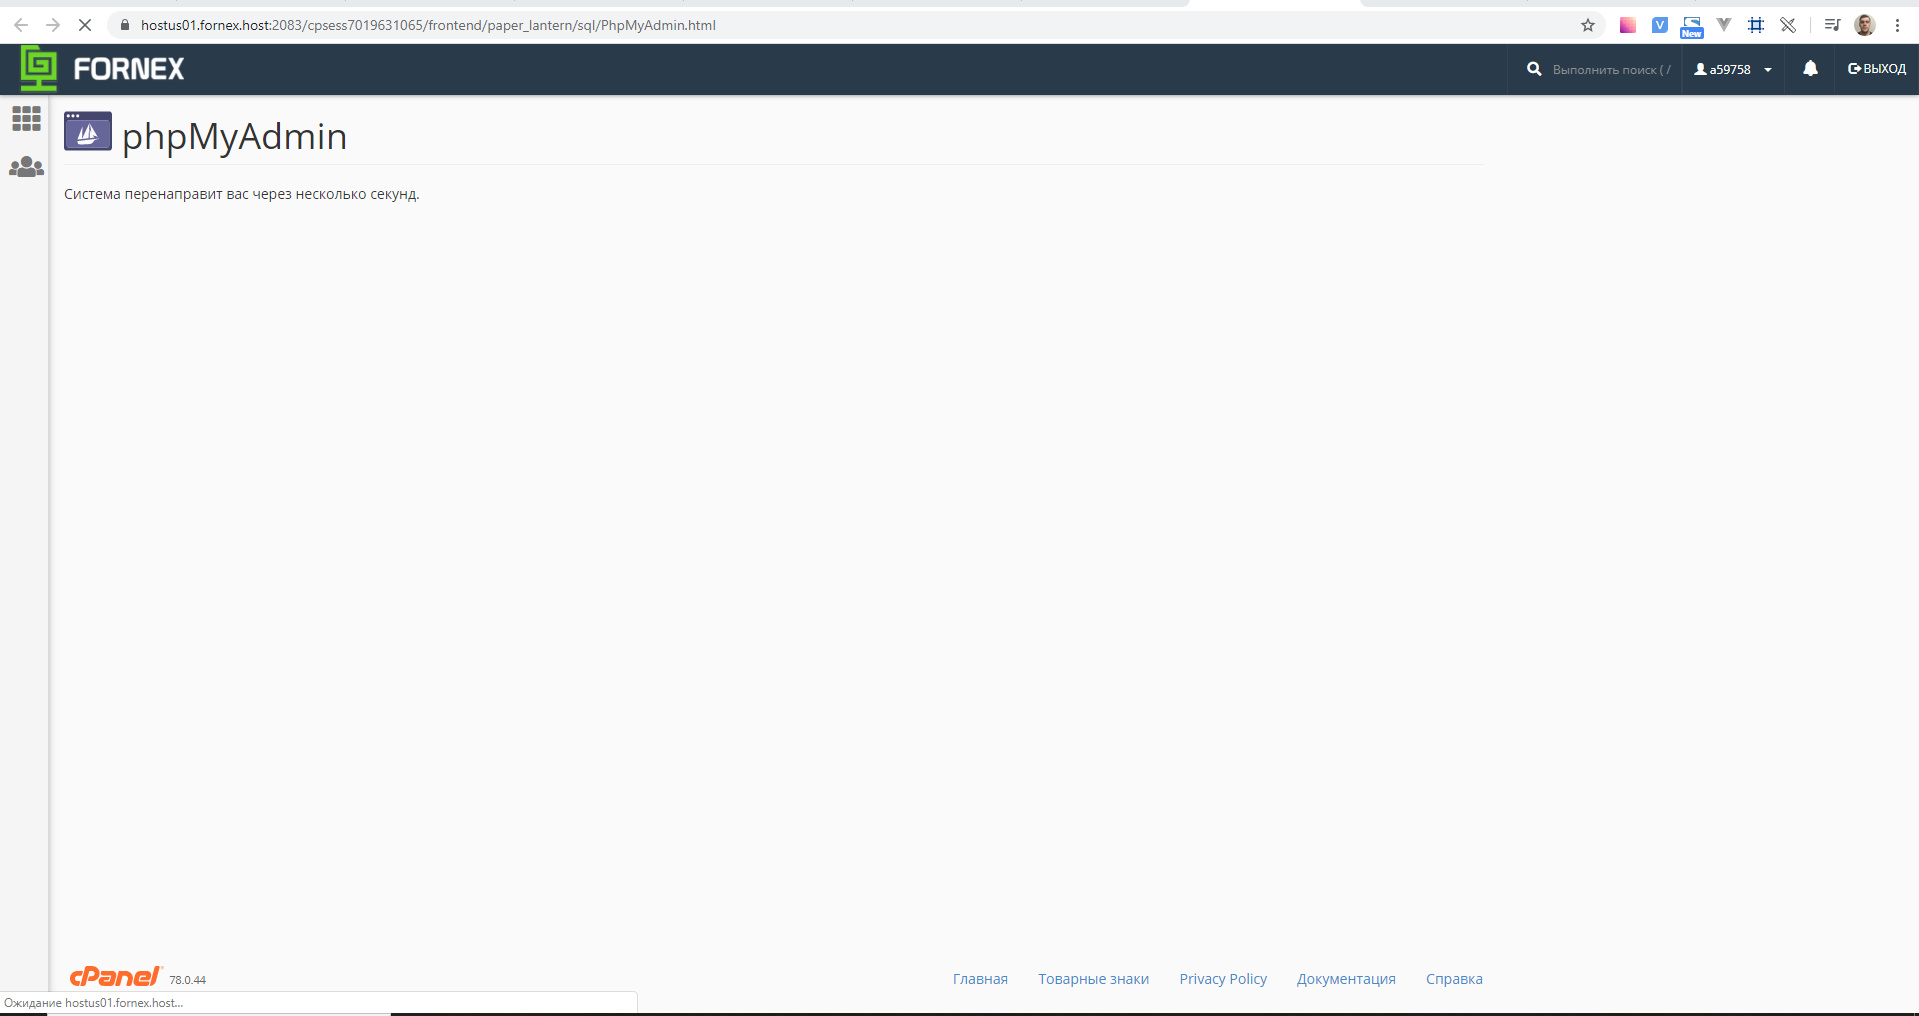 hostus01.fornex.host:2083/cpsess7019631065/frontend/paper_lantern/sql/PhpMyAdmin.html
V
New
FORNEX
Выполнить поиск ( /
a59758
ВЫХОД
phpMyAdmin
Система перенаправит вас через несколько секунд.
cPanel 78.0.44
Главная
Товарные знаки
Privacy Policy
Документация
Справка
Ожидание hostus01.fornex.host...